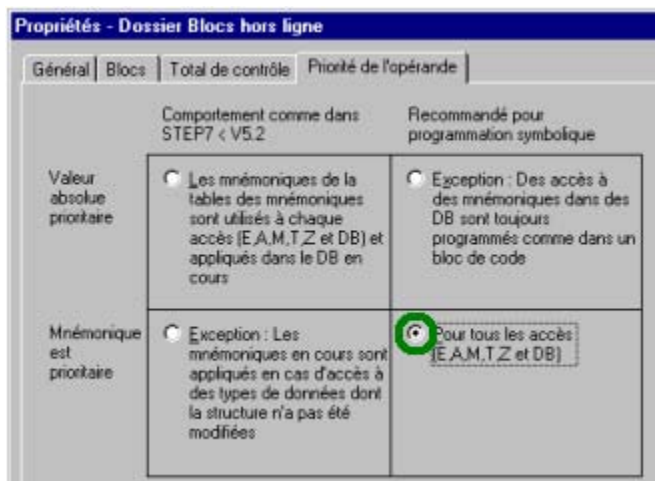 Propriétés - Dossier Blocs hors ligne
Général Blocs Total de contrôle Priorité de l'opérande
Comportement comme dans
STEP7 < V5.2
Recommandé pour
programmation symbolique
Valeur
absolue
prioritaire
Les mnémoniques de la
tables des mnémoniques
sont utilisés à chaque
accès (E,A,M,T,Z et DB) et
appliqués dans le DB en
cours
Exception : Des accès à
des mnémoniques dans des
DB sont toujours
programmés comme dans un
bloc de code
Mnémonique
est
prioritaire
Exception : Les
mnémoniques en cours sont
appliqués en cas d'accès à
des types de données dont
la structure n'a pas été
modifiées
Pour tous les accès
(E,A,M,T,Z et DB)